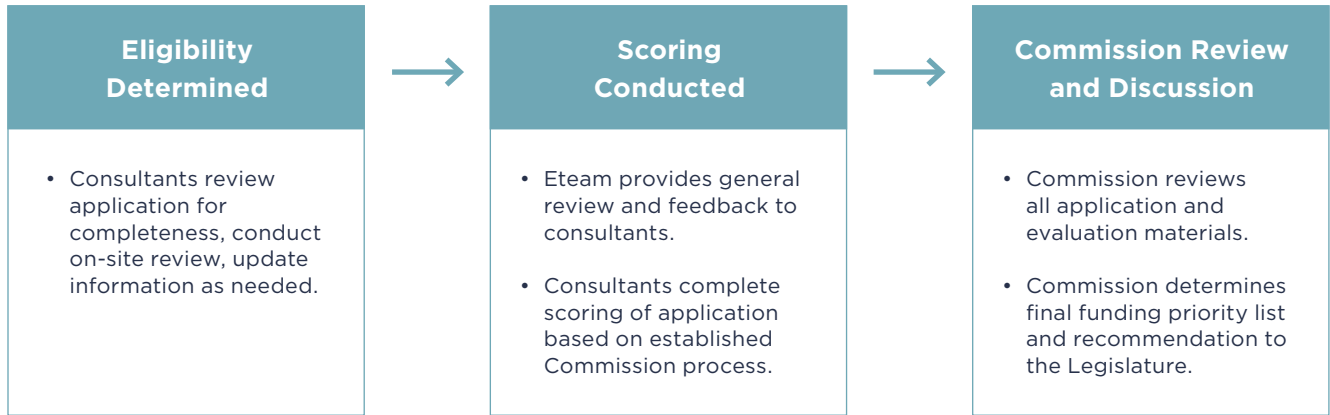 Eligibility
Determined
• Consultants review
application for
completeness, conduct
on-site review, update
information as needed.
Scoring
Conducted
• Eteam provides general
review and feedback to
consultants.
• Consultants complete
scoring of application
based on established
Commission process.
Commission Review
and Discussion
• Commission reviews
all application and
evaluation materials.
• Commission determines
final funding priority list
and recommendation to
the Legislature.